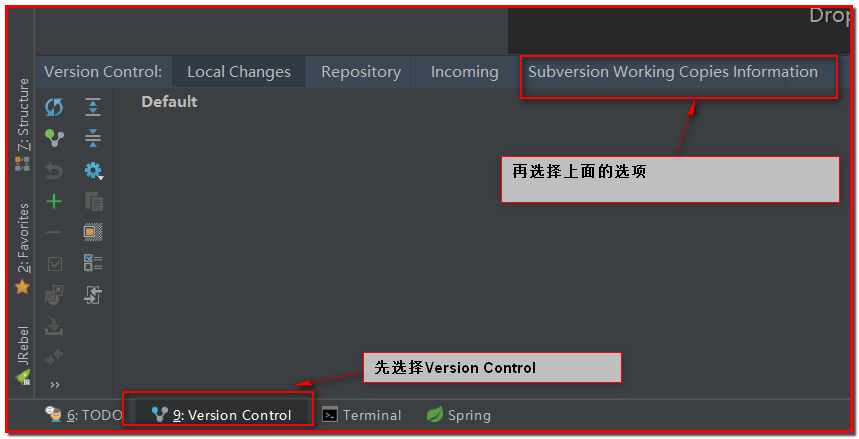 Drop
Version Control: Local Changes Repository Incoming Subversion Working Copies Information
Default
Z: Structure
再选择上面的选项
2: Favorites
JRebel
先选择Version Control
6: TODO 9: Version Control Terminal Spring